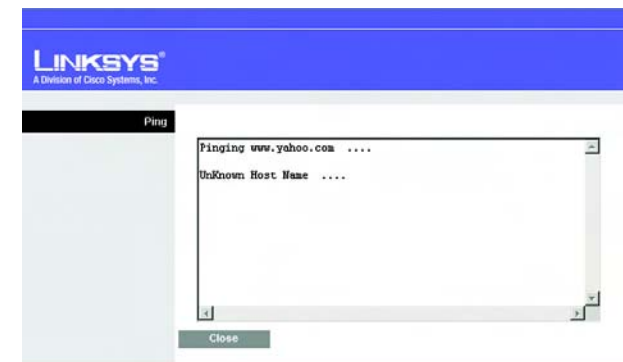 LINKSYS®
A Division of Cisco Systems, Inc.
Ping
Pinging www.yahoo.com ....
UnKnown Host Name ....
Close